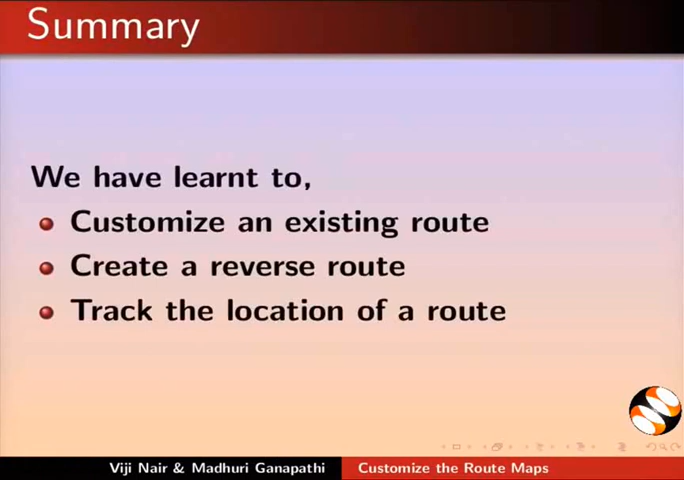 Summary
We have learnt to,
Customize an existing route
Create a reverse route
Track the location of a route
Viji Nair & Madhuri Ganapathi
Customize the Route Maps